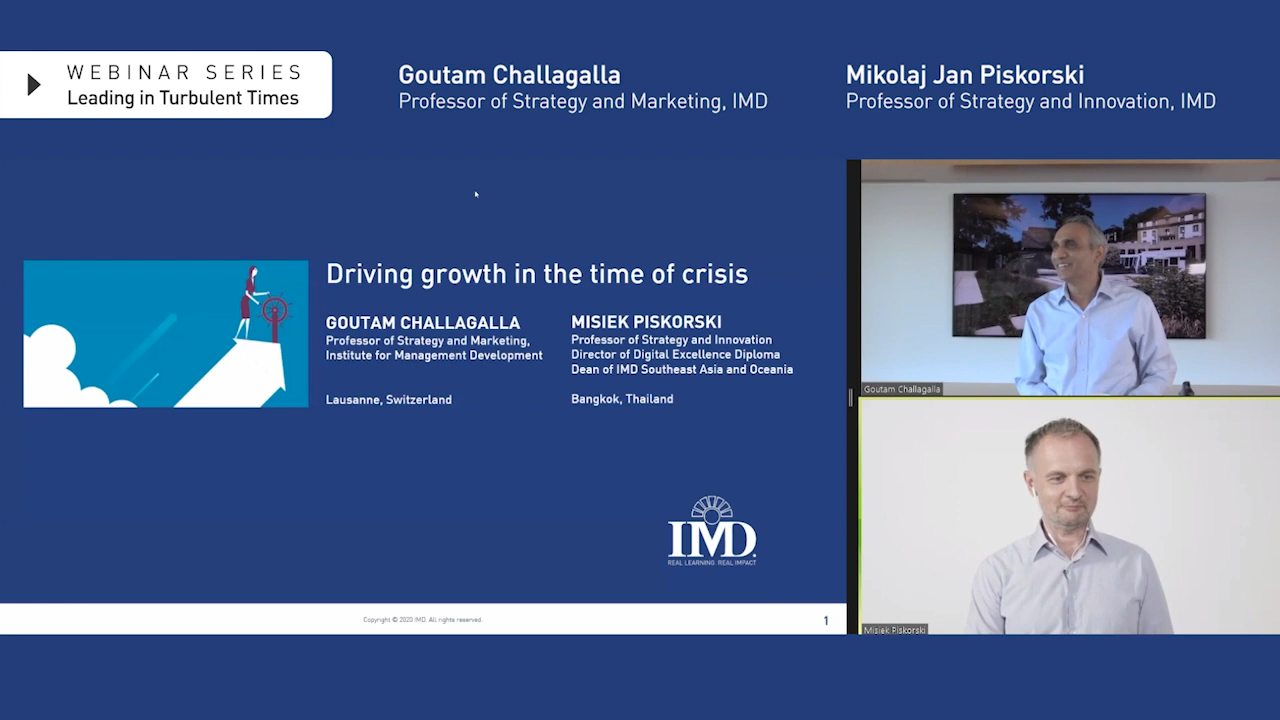 WEBINAR SERIES
Leading in Turbulent Times
Goutam Challagalla
Professor of Strategy and Marketing, IMD
Mikolaj Jan Piskorski
Professor of Strategy and Innovation, IMD
Driving growth in the time of crisis
GOUTAM CHALLAGALLA
Professor of Strategy and Marketing,
Institute for Management Development
Lausanne, Switzerland
MISIEK PISKORSKI
Professor of Strategy and Innovation
Director of Digital Excellence Diploma
Dean of IMD Southeast Asia and Oceania
Bangkok, Thailand
IMD
REAL LEARNING. REAL IMPACT
Copyright © 2020 IMD. All rights reserved.
1
Goutam Challagalla
Misiek Piskorski